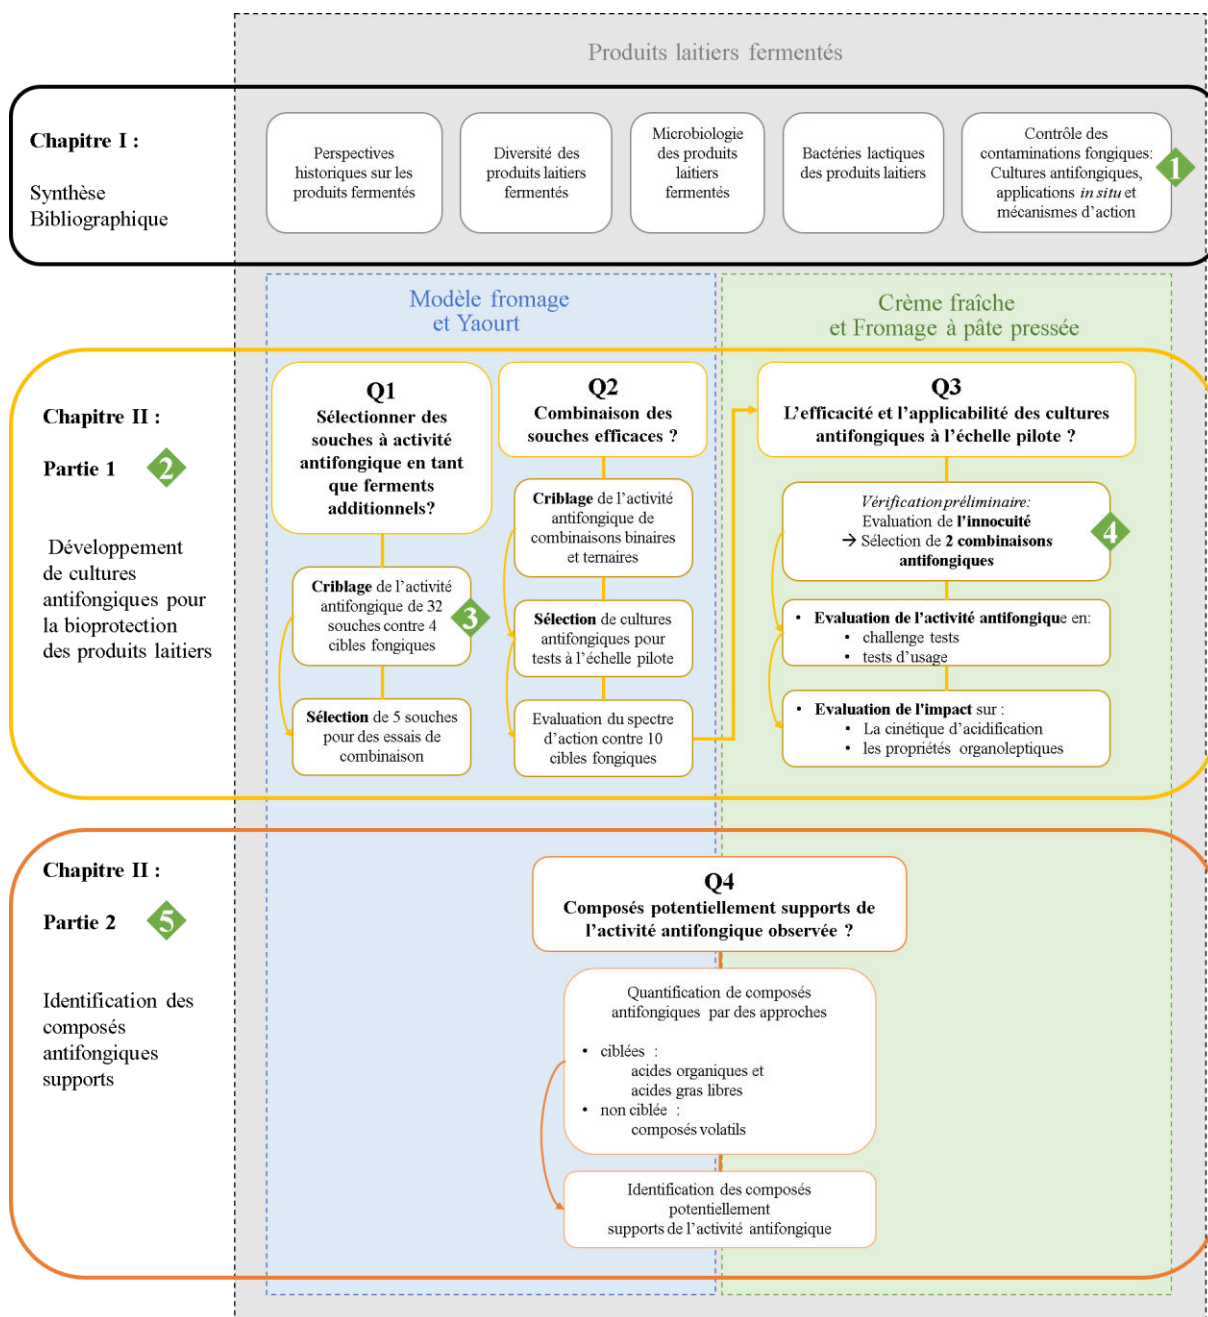 Produits laitiers fermentés
Chapitre I :
Synthèse
Bibliographique
Perspectives
historiques sur les
produits fermentés
Diversité des
produits laitiers
fermentés
Microbiologie
des produits
laitiers
fermentés
Bactéries lactiques
des produits laitiers
Contrôle des
contaminations fongiques:
Cultures antifongiques,
applications in situ et
mécanismes d'action
1
Modèle fromage
et Yaourt
Crème fraîche
et Fromage à pâte pressée
Chapitre II :
Partie 1
2
Développement
de cultures
antifongiques pour
la bioprotection
des produits laitiers
Q1
Sélectionner des
souches à activité
antifongique en tant
que ferments
additionnels?
Criblage de l'activité
antifongique de 32
souches contre 4
cibles fongiques
3
Sélection de 5 souches
pour des essais de
combinaison
Q2
Combinaison des
souches efficaces ?
Criblage de l'activité
antifongique de
combinaisons binaires
et ternaires
Sélection de cultures
antifongiques pour
tests à l'échelle pilote
Evaluation du spectre
d'action contre 10
cibles fongiques
Q3
L'efficacité et l'applicabilité des cultures
antifongiques à l'échelle pilote ?
Vérification préliminaire:
Evaluation de l'innocuité
→ Sélection de 2 combinaisons
antifongiques
4
• Evaluation de l'activité antifongique en:
• challenge tests
• tests d'usage
• Evaluation de l'impact sur :
• La cinétique d'acidification
• les propriétés organoleptiques
Chapitre II :
Partie 2
5
Identification des
composés
antifongiques
supports
Q4
Composés potentiellement supports de
l'activité antifongique observée ?
Quantification de composés
antifongiques par des approches
• ciblées :
acides organiques et
acides gras libres
• non ciblée :
composés volatils
Identification des composés
potentiellement
supports de l'activité antifongique